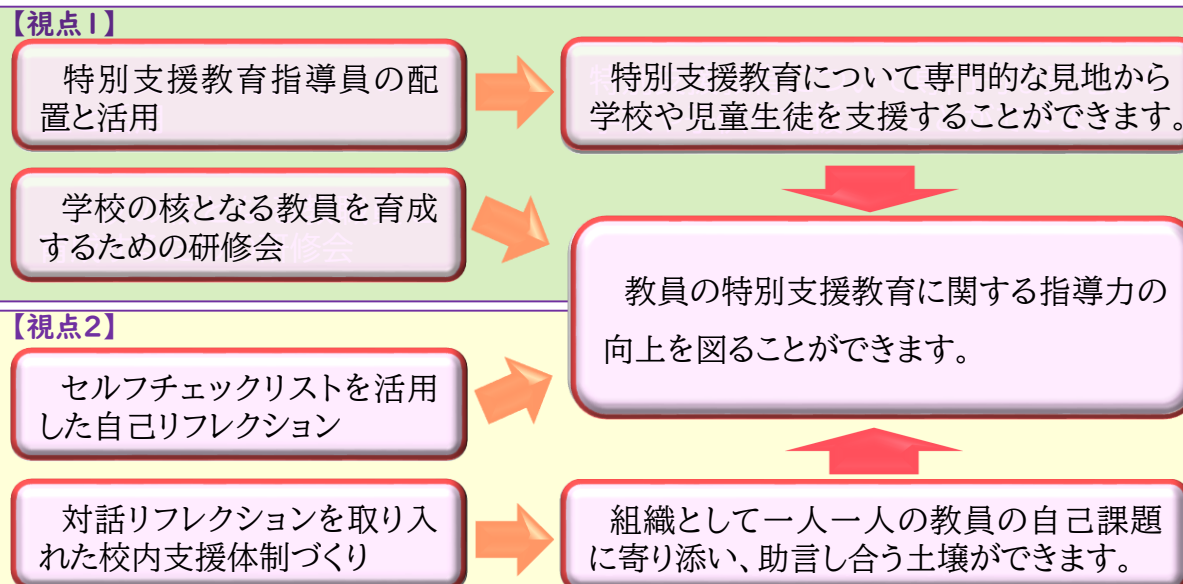 【視点1】
特別支援教育指導員の配
置と活用
特別支援教育について専門的な見地から
学校や児童生徒を支援することができます。
学校の核となる教員を育成
するための研修会
教員の特別支援教育に関する指導力の
向上を図ることができます。
【視点2】
セルフチェックリストを活用
した自己リフレクション
対話リフレクションを取り入
れた校内支援体制づくり
組織として一人一人の教員の自己課題
に寄り添い、助言し合う土壌ができます。